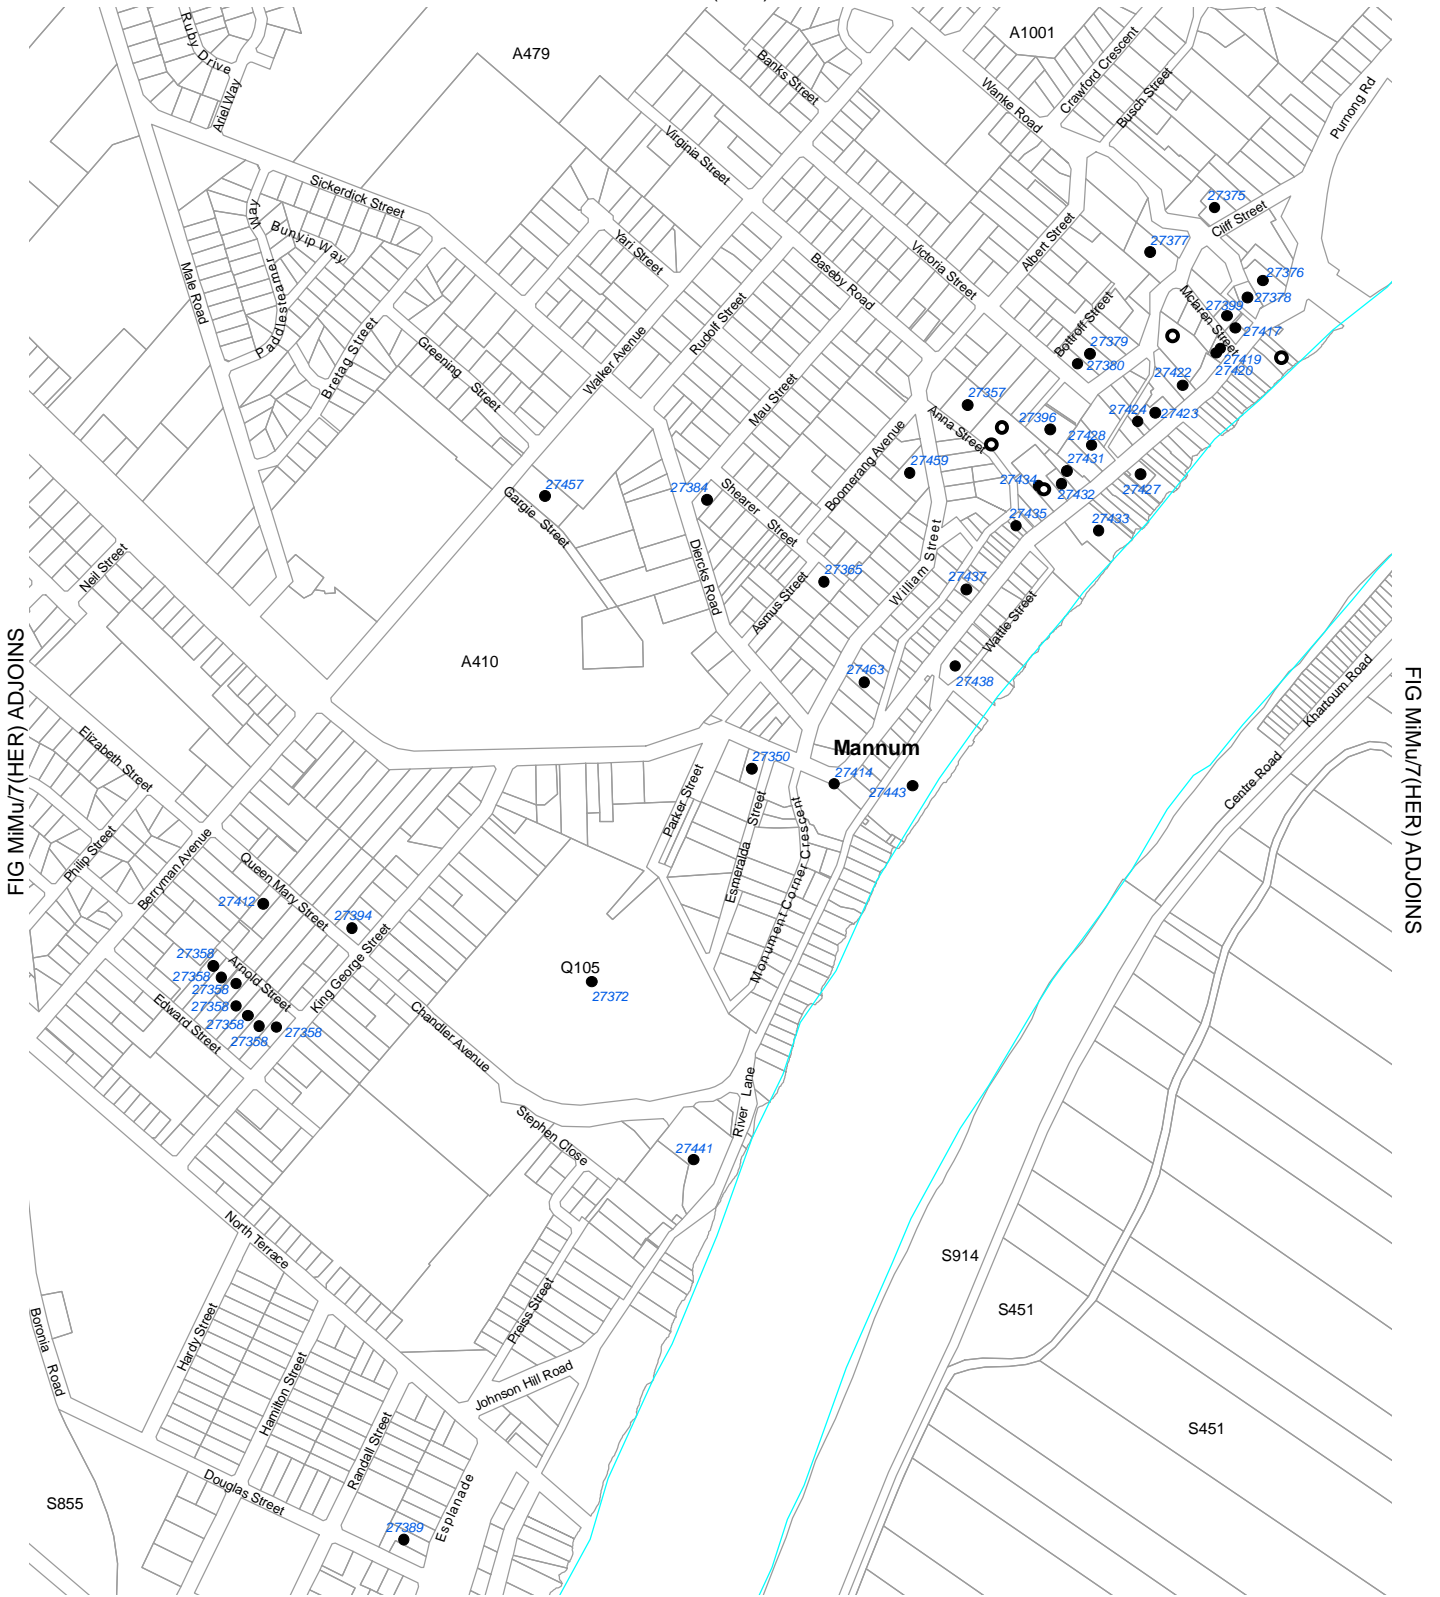 A479
A1001
Ruby Drive
Ariel Way
Banks Street
Crawford Crescent
Busch Street
Wanke Road
Purnong Rd
Virginia Street
Sickerdick Street
Way
Bunyip Way
Paddlesteamer
Male Road
Yari Street
Baseby Road
Victoria Street
Albert Street
27375
Cliff Street
27377
27376
27378
Mclaren Street
27399
27417
27419
27420
27422
Bottroff Street
27379
27380
Rudolf Street
Walker Avenue
Bretag Street
Greening Street
Mau Street
27357
Anna Street
27396
27424
27423
27428
Boomerang Avenue
27459
27431
27434
27432
27427
27435
27433
27457
Gargie Street
27384
Shearer Street
Diercks Road
Neil Street
27365
Asmus Street
William Street
27437
Wattle Street
A410
27463
27438
FIG MiMu/7(HER) ADJOINS
FIG MiMu/7(HER) ADJOINS
Khartoum Road
Centre Road
Mannum
Elizabeth Street
27350
27414
27443
Parker Street
Esmeralda Street
Monument Corner Crescent
Philip Street
Berryman Avenue
Queen Mary Street
27412
27394
King George Street
27358
27358
27358
27358
27358
27358
27358
Arnold Street
Edward Street
Q105
27372
Chandler Avenue
River Lane
Stephen Close
27441
North Terrace
S914
S451
Preiss Street
Boronia Road
Hardy Street
Hamilton Street
Johnson Hill Road
Randall Street
S451
Douglas Street
Esplanade
S855
27389